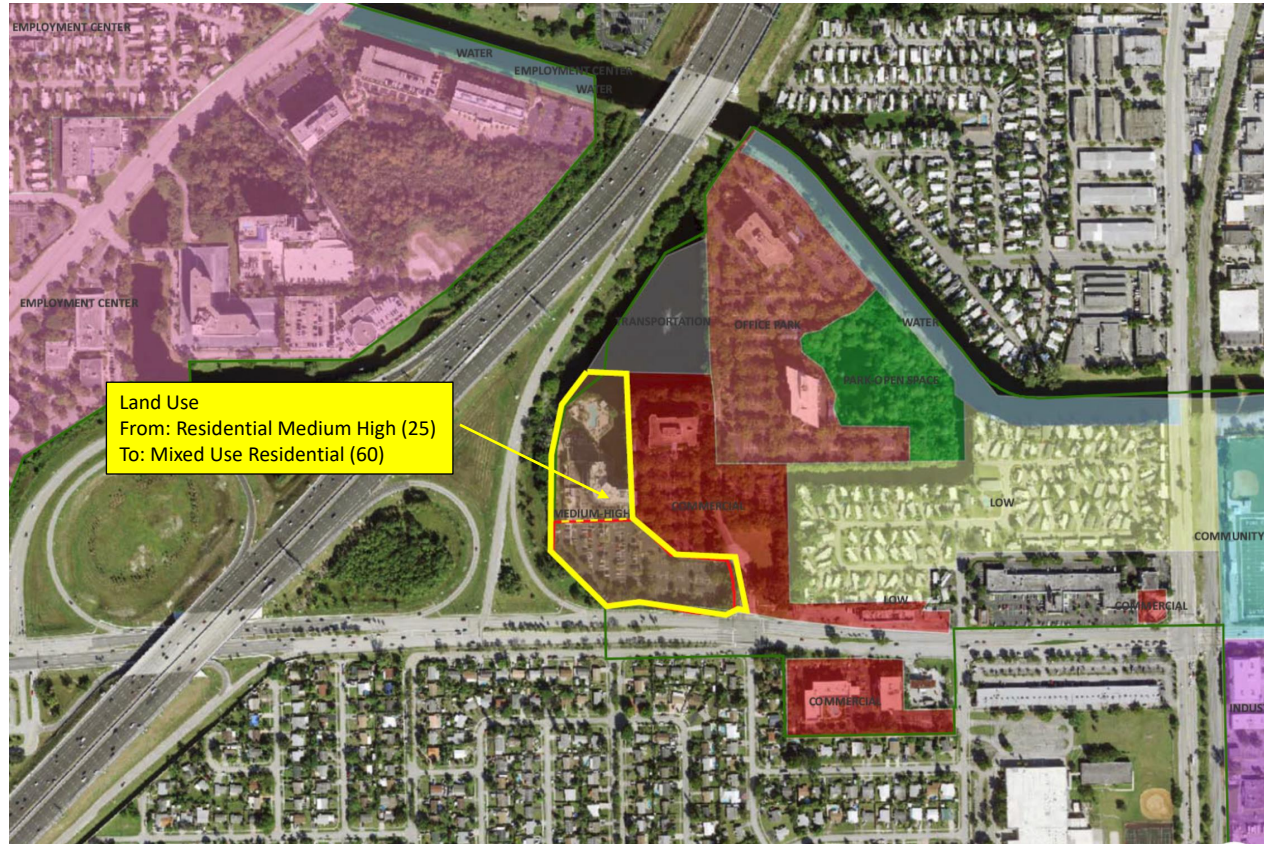 EMPLOYMENT CENTER
WATER
EMPLOYMENT CENTER
WATER
EMPLOYMENT CENTER
TRANSPORTATION
OFFICE PARK
WATER
PARK/OPEN SPACE
Land Use
From: Residential Medium High (25)
To: Mixed Use Residential (60)
MEDIUM-HIGH
COMMERCIAL
LOW
COMMUNITY
LOW
COMMERCIAL
COMMERCIAL
INDUST